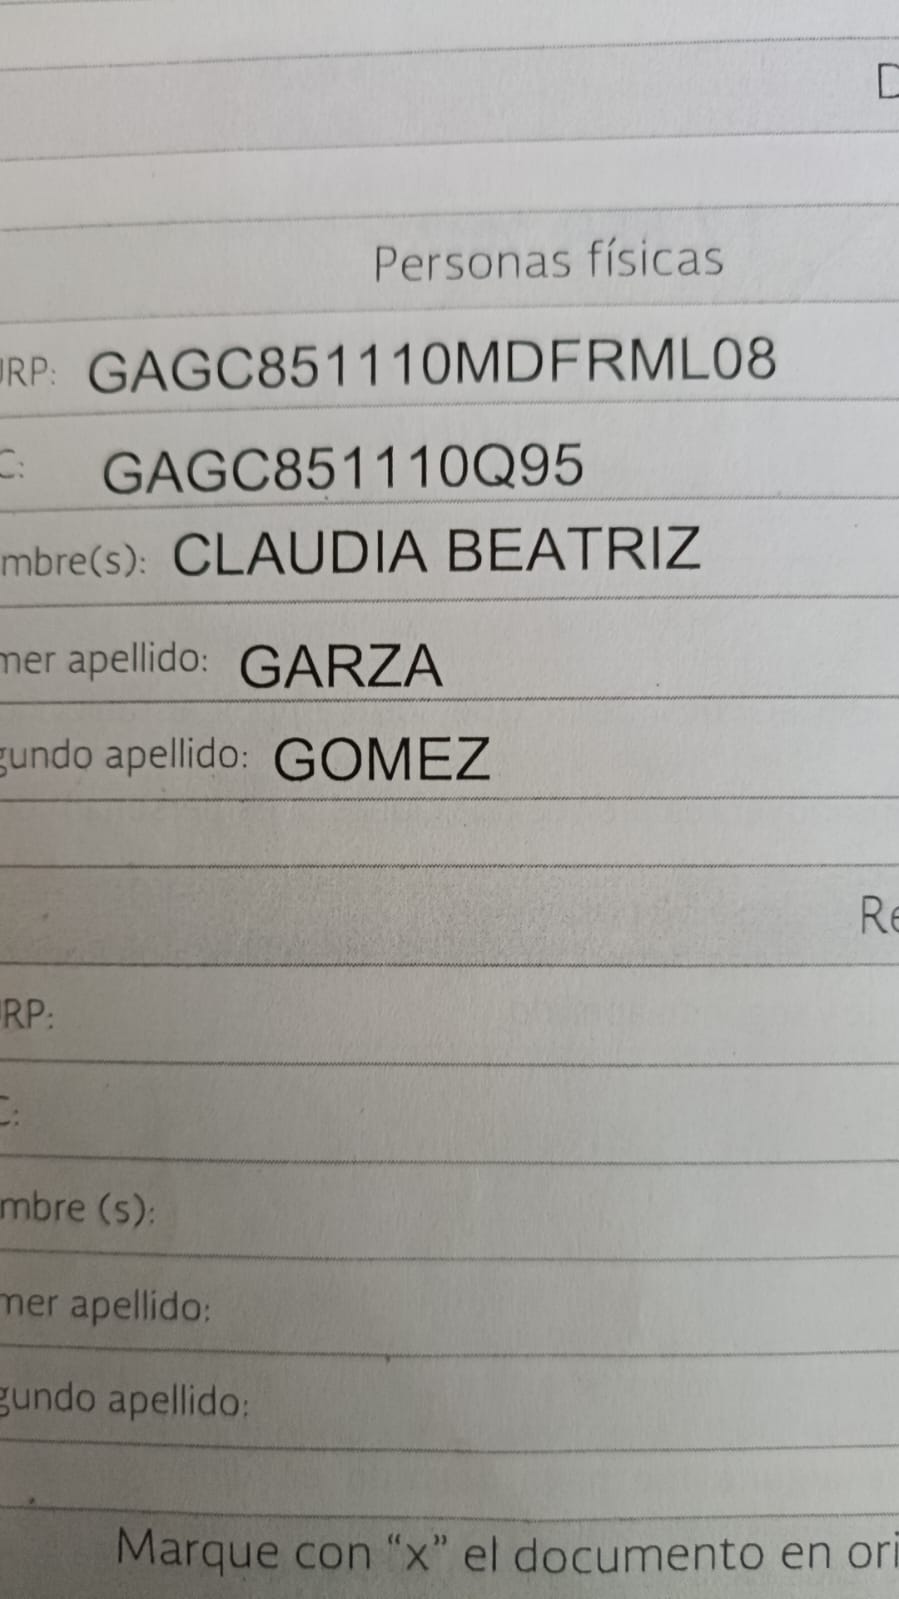 D
Personas físicas
URP: GAGC851110MDFRML08
C: GAGC851110Q95
mbre(s): CLAUDIA BEATRIZ
mer apellido: GARZA
gundo apellido: GOMEZ
Re
RP:
C:
mbre (s):
mer apellido:
gundo apellido:
Marque con “x” el documento en ori